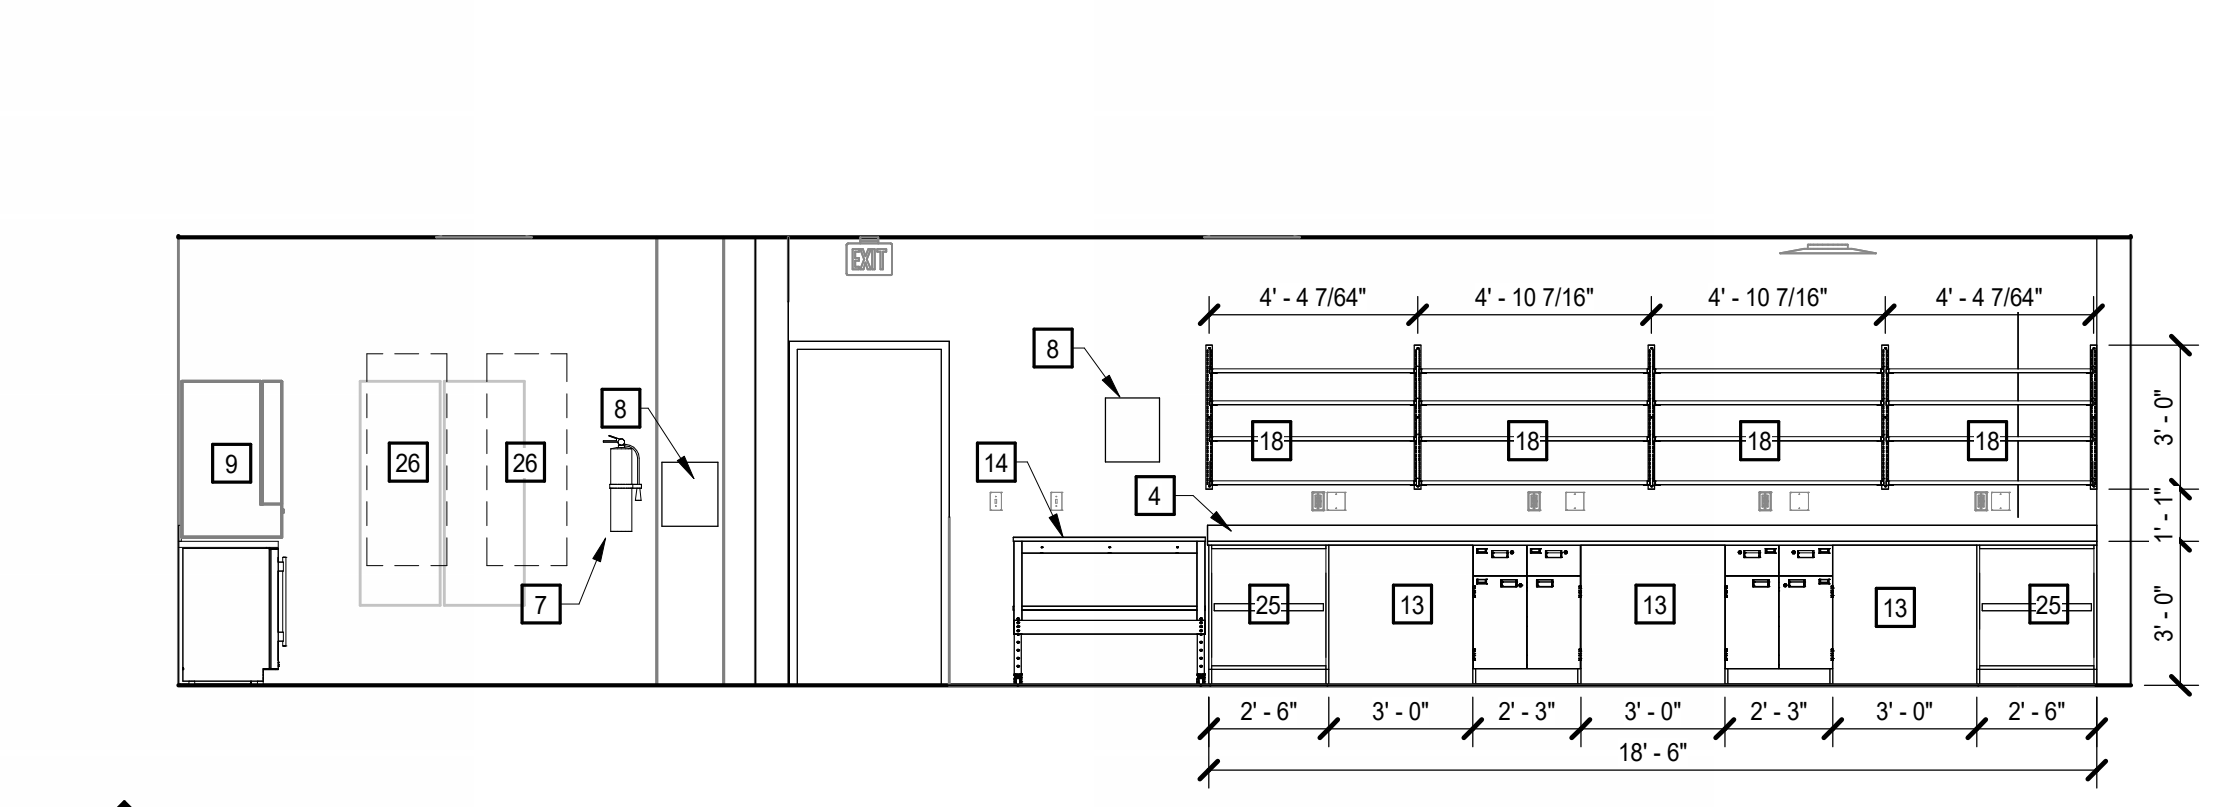 EXIT
4' - 4 7/64" 4' - 10 7/16" 4' - 10 7/16" 4' - 4 7/64"
8
8
3' - 0"
9 26 26 14 18 18 18 18
4
1' - 1"
7 25 13 13 13 25
3' - 0"
2' - 6" 3' - 0" 2' - 3" 3' - 0" 2' - 3" 3' - 0" 2' - 6"
18' - 6"